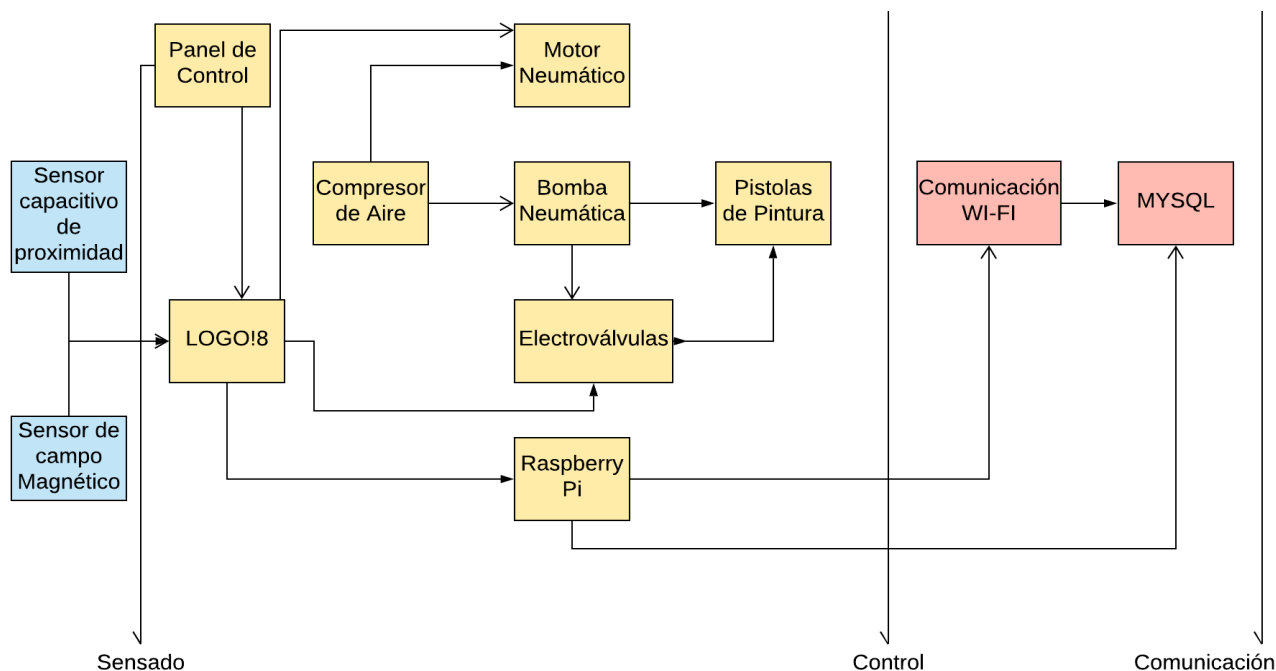 Panel de
Control
Motor
Neumático
Sensor
capacitivo
de
proximidad
Compresor
de Aire
Bomba
Neumática
Pistolas
de Pintura
Comunicación
WI-FI
MYSQL
LOGO!8
Electroválvulas
Sensor de
campo
Magnético
Raspberry
Pi
Sensado
Control
Comunicación